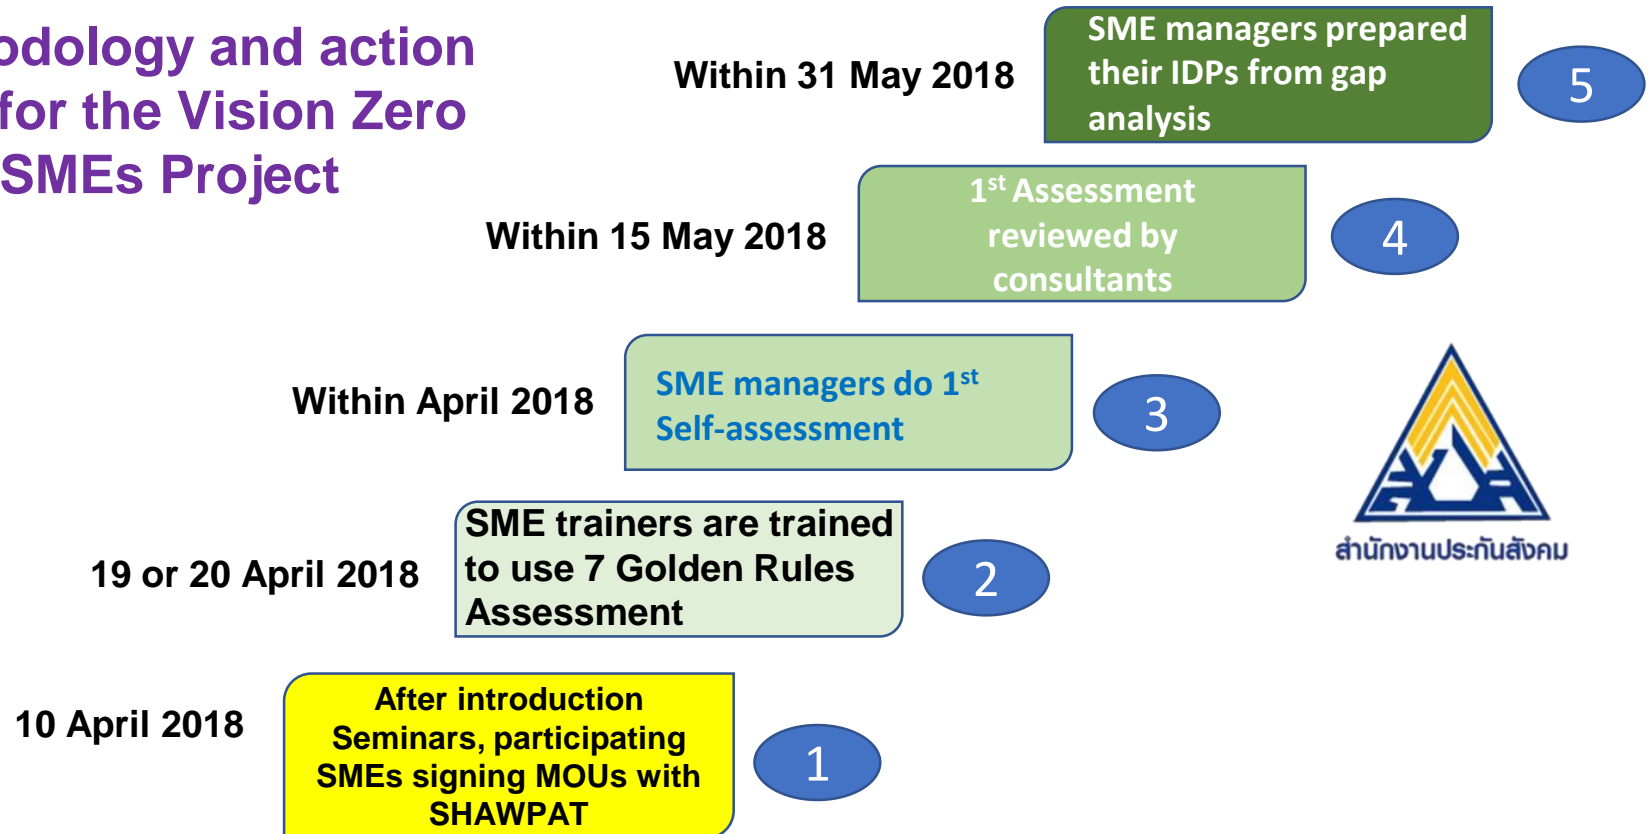 odology and action
for the Vision Zero
SMEs Project
Within 31 May 2018
SME managers prepared
their IDPs from gap
analysis
5
Within 15 May 2018
1st Assessment
reviewed by
consultants
4
Within April 2018
SME managers do 1st
Self-assessment
3
19 or 20 April 2018
SME trainers are trained
to use 7 Golden Rules
Assessment
2
10 April 2018
After introduction
Seminars, participating
SMEs signing MOUs with
SHAWPAT
1
สำนักงานประกันสังคม